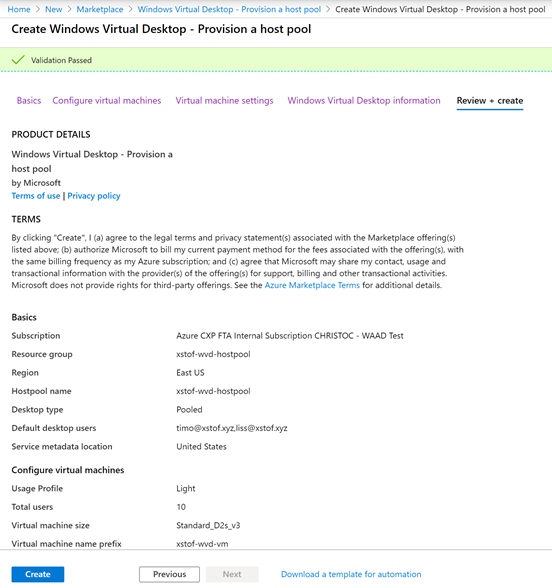 Home > New > Marketplace > Windows Virtual Desktop - Provision a host pool > Create Windows Virtual Desktop - Provision a host pool
Create Windows Virtual Desktop - Provision a host pool
Validation Passed
Basics Configure virtual machines Virtual machine settings Windows Virtual Desktop information Review + create
PRODUCT DETAILS
Windows Virtual Desktop - Provision a
host pool
by Microsoft
Terms of use | Privacy policy
TERMS
By clicking "Create", I (a) agree to the legal terms and privacy statement(s) associated with the Marketplace offering(s)
listed above; (b) authorize Microsoft to bill my current payment method for the fees associated with the offering(s), with
the same billing frequency as my Azure subscription; and (c) agree that Microsoft may share my contact, usage and
transactional information with the provider(s) of the offering(s) for support, billing and other transactional activities.
Microsoft does not provide rights for third-party offerings. See the Azure Marketplace Terms for additional details.
Basics
Subscription Azure CXP FTA Internal Subscription CHRISTOC - WAAD Test
Resource group xstof-wvd-hostpool
Region East US
Hostpool name xstof-wvd-hostpool
Desktop type Pooled
Default desktop users timo@xstof.xyz,liss@xstof.xyz
Service metadata location United States
Configure virtual machines
Usage Profile Light
Total users 10
Virtual machine size Standard_D2s_v3
Virtual machine name prefix xstof-wvd-vm
Create Previous Next Download a template for automation